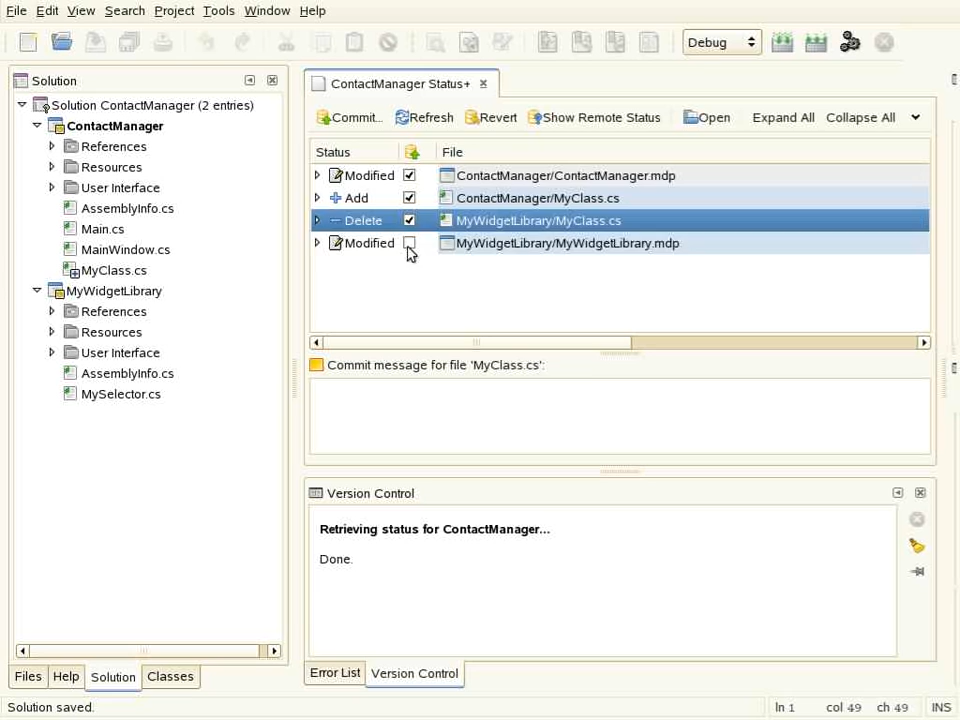 File Edit View Search Project Tools Window Help
Debug
Solution
Solution ContactManager (2 entries)
ContactManager
References
Resources
User Interface
AssemblyInfo.cs
Main.cs
MainWindow.cs
MyClass.cs
MyWidgetLibrary
References
Resources
User Interface
AssemblyInfo.cs
MySelector.cs
Files Help Solution Classes
ContactManager Status+
Commit... Refresh Revert Show Remote Status Open Expand All Collapse All
Status File
Modified ContactManager/ContactManager.mdp
Add ContactManager/MyClass.cs
Delete MyWidgetLibrary/MyClass.cs
Modified MyWidgetLibrary/MyWidgetLibrary.mdp
Commit message for file 'MyClass.cs':
Version Control
Retrieving status for ContactManager...
Done.
Error List Version Control
Solution saved. ln 1 col 49 ch 49 INS